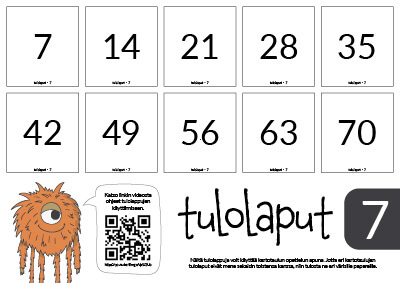 7 14 21 28 35
tulolaput - 7 tulolaput - 7 tulolaput - 7 tulolaput - 7 tulolaput - 7
42 49 56 63 70
tulolaput - 7 tulolaput - 7 tulolaput - 7 tulolaput - 7 tulolaput - 7
Katso linkin videosta
ohjeet tulolappujen
käyttämiseen.
tulolaput 7
Näitä tulolappuja voit käyttää kertotaulun opettelun apuna. Jotta eri kertotaulujen
tulolaput eivät mene sekaisin toistensa kanssa, niin tulosta ne eri värisille papereille.